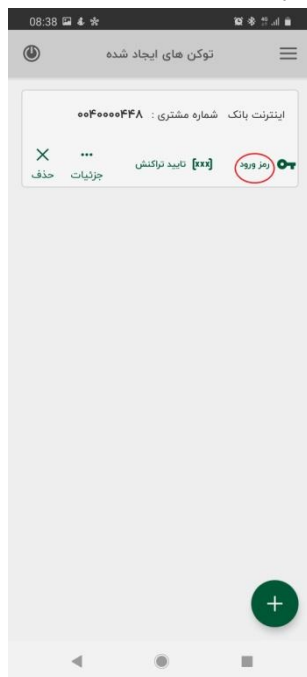 08:38
توکن های ایجاد شده
اینترنت بانک شماره مشتری : ۰۰۴۰۰۰۰۴۴۸
رمز ورود [xxx] تایید تراکنش جزئیات حذف